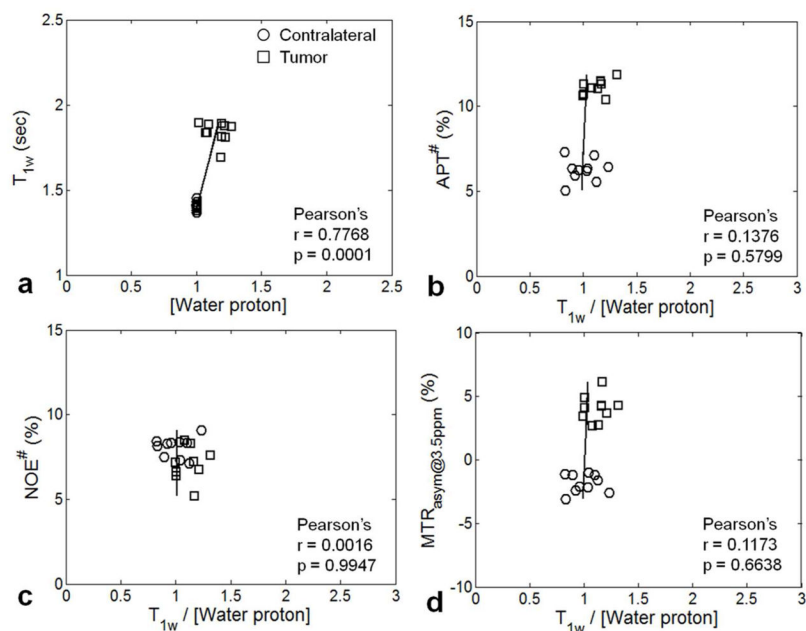 Contralateral
Tumor
2.5
2
1.5
1
T1w (sec)
Pearson's
r = 0.7768
p = 0.0001
0 0.5 1 1.5 2 2.5
[Water proton]
a
15
10
5
0
APT# (%)
Pearson's
r = 0.1376
p = 0.5799
0 0.5 1 1.5 2 2.5 3
T1w / [Water proton]
b
15
10
5
0
NOE# (%)
Pearson's
r = 0.0016
p = 0.9947
0 0.5 1 1.5 2 2.5 3
T1w / [Water proton]
c
10
5
0
-5
-10
MTRasym@3.5ppm (%)
Pearson's
r = 0.1173
p = 0.6638
0 0.5 1 1.5 2 2.5 3
T1w / [Water proton]
d